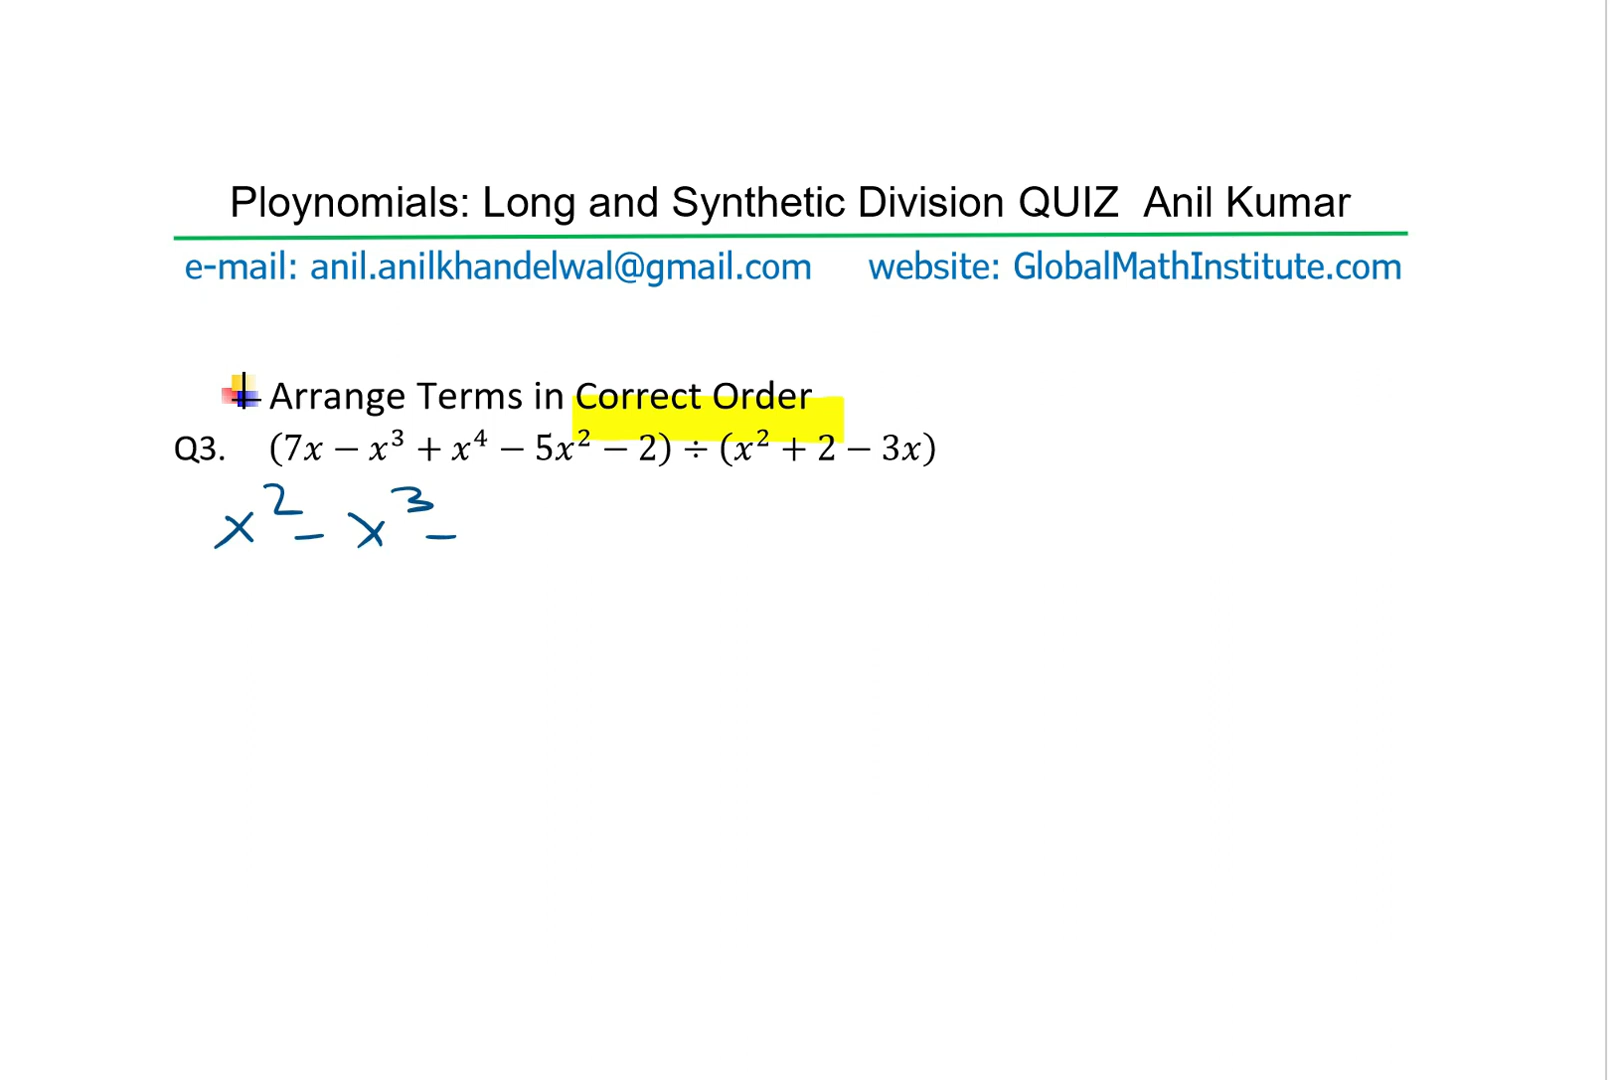 Ploynomials: Long and Synthetic Division QUIZ  Anil Kumar
e-mail: anil.anilkhandelwal@gmail.com     website: GlobalMathInstitute.com
Arrange Terms in Correct Order
Q3.   (7x − x³ + x⁴ − 5x² − 2) ÷ (x² + 2 − 3x)
x² - x³ -